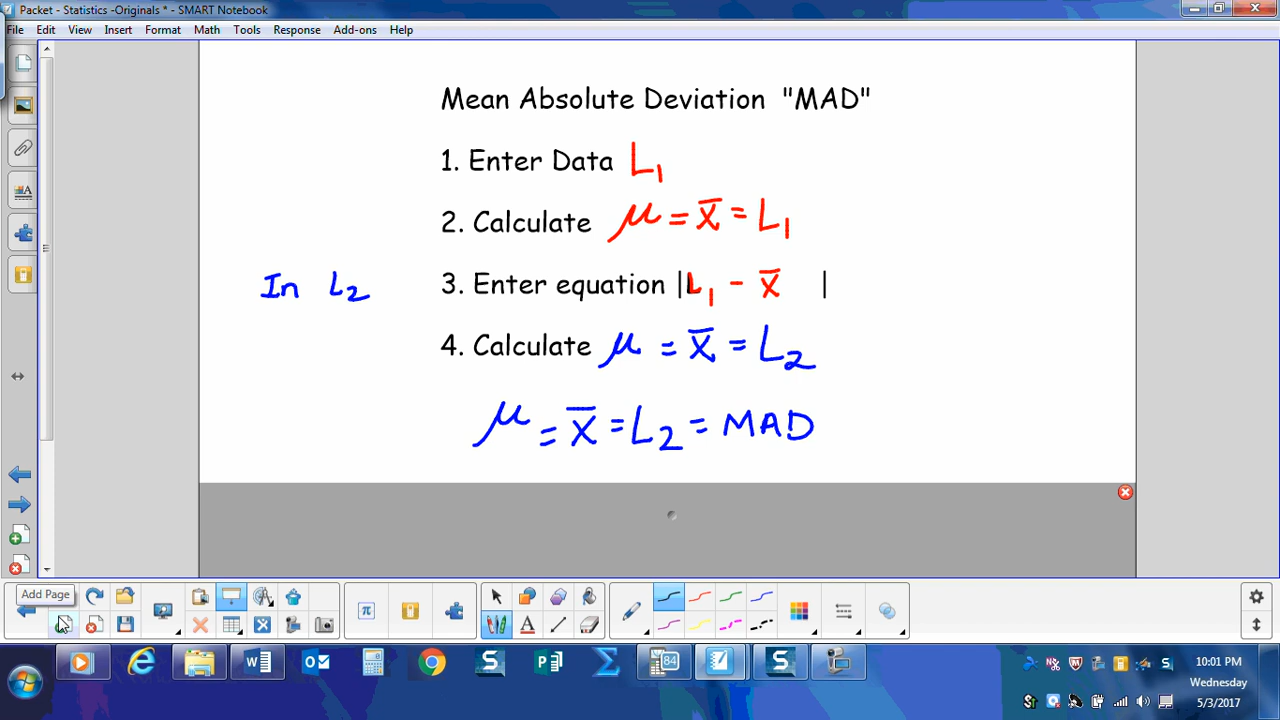 Packet - Statistics -Originals * - SMART Notebook
File Edit View Insert Format Math Tools Response Add-ons Help
Mean Absolute Deviation "MAD"
1. Enter Data L₁
2. Calculate μ = x̄ = L₁
In L₂ 3. Enter equation |L₁ - x̄ |
4. Calculate μ = x̄ = L₂
μ = x̄ = L₂ = MAD
Add Page
84
10:01 PM
Wednesday
5/3/2017